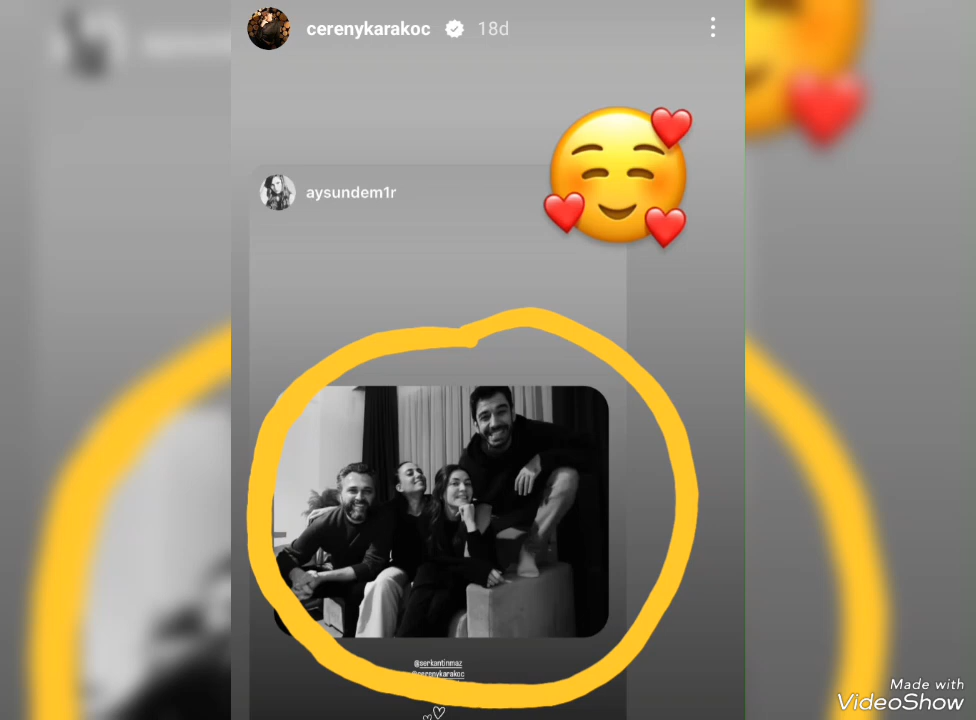 cerenykarakoc 18d
aysundem1r
@serkantinmaz
@cerenykarakoc
Made with
VideoShow